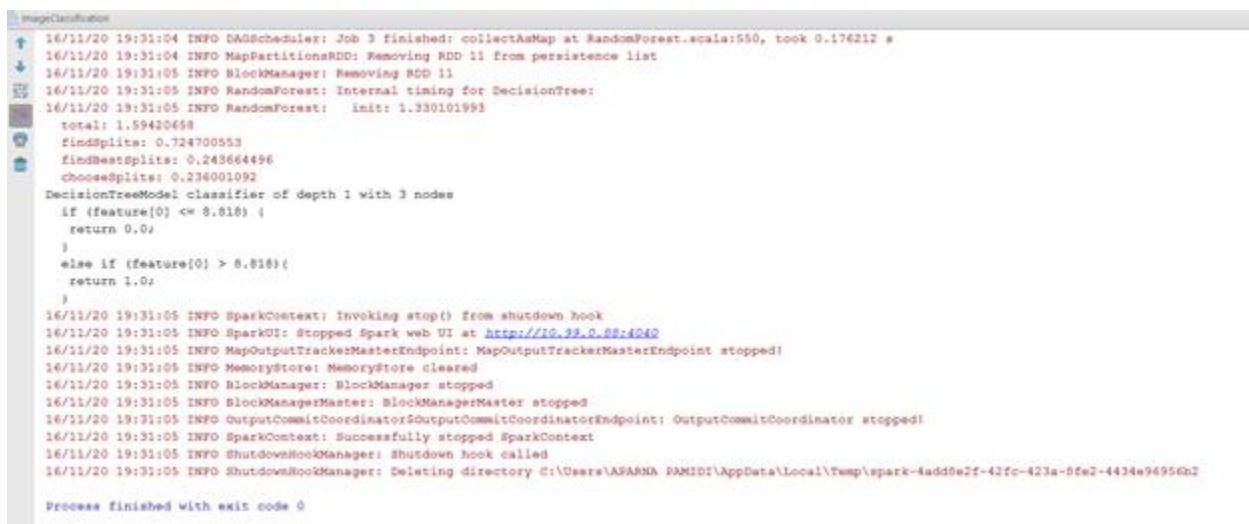 ImageClassification
16/11/20 19:31:04 INFO DAGScheduler: Job 3 finished: collectAsMap at RandomForest.scala:550, took 0.176212 s
16/11/20 19:31:04 INFO MapPartitionsRDD: Removing RDD 11 from persistence list
16/11/20 19:31:05 INFO BlockManager: Removing RDD 11
16/11/20 19:31:05 INFO RandomForest: Internal timing for DecisionTree:
16/11/20 19:31:05 INFO RandomForest:   init: 1.330101993
  total: 1.59420658
  findSplits: 0.724700553
  findBestSplits: 0.243664496
  chooseSplits: 0.236001092
DecisionTreeModel classifier of depth 1 with 3 nodes
  if (feature[0] <= 8.818) {
   return 0.0;
  }
  else if (feature[0] > 8.818){
   return 1.0;
  }
16/11/20 19:31:05 INFO SparkContext: Invoking stop() from shutdown hook
16/11/20 19:31:05 INFO SparkUI: Stopped Spark web UI at http://10.99.0.88:4040
16/11/20 19:31:05 INFO MapOutputTrackerMasterEndpoint: MapOutputTrackerMasterEndpoint stopped!
16/11/20 19:31:05 INFO MemoryStore: MemoryStore cleared
16/11/20 19:31:05 INFO BlockManager: BlockManager stopped
16/11/20 19:31:05 INFO BlockManagerMaster: BlockManagerMaster stopped
16/11/20 19:31:05 INFO OutputCommitCoordinator$OutputCommitCoordinatorEndpoint: OutputCommitCoordinator stopped!
16/11/20 19:31:05 INFO SparkContext: Successfully stopped SparkContext
16/11/20 19:31:05 INFO ShutdownHookManager: Shutdown hook called
16/11/20 19:31:05 INFO ShutdownHookManager: Deleting directory C:\Users\APARNA PAMIDI\AppData\Local\Temp\spark-4add8e2f-42fc-423a-8fe2-4434e96956b2
Process finished with exit code 0